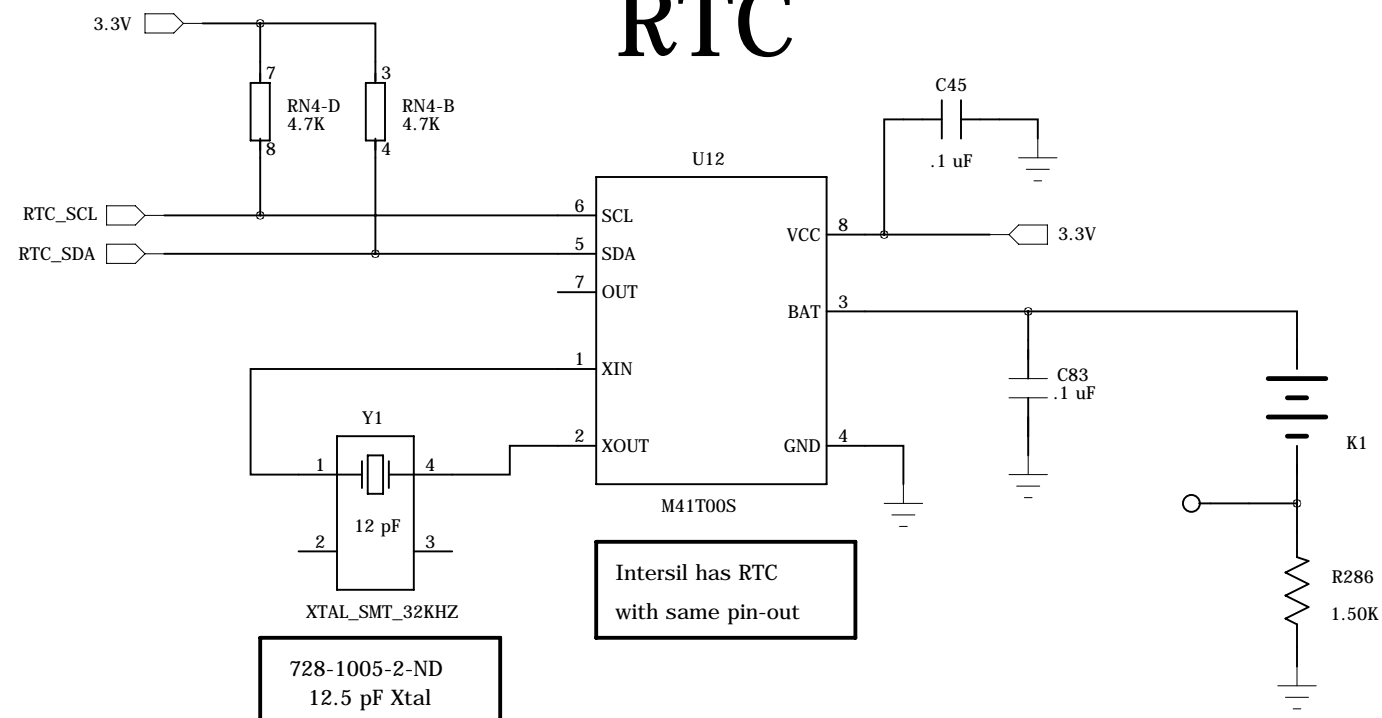 RTC
3.3V
7
3
RN4-D
4.7K
RN4-B
4.7K
8
4
C45
.1 uF
U12
RTC_SCL
6
SCL
RTC_SDA
5
SDA
7
OUT
VCC
8
3.3V
BAT
3
1
XIN
C83
.1 uF
2
XOUT
GND
4
K1
Y1
1
4
12 pF
2
3
M41T00S
XTAL_SMT_32KHZ
Intersil has RTC
with same pin-out
R286
1.50K
728-1005-2-ND
12.5 pF Xtal